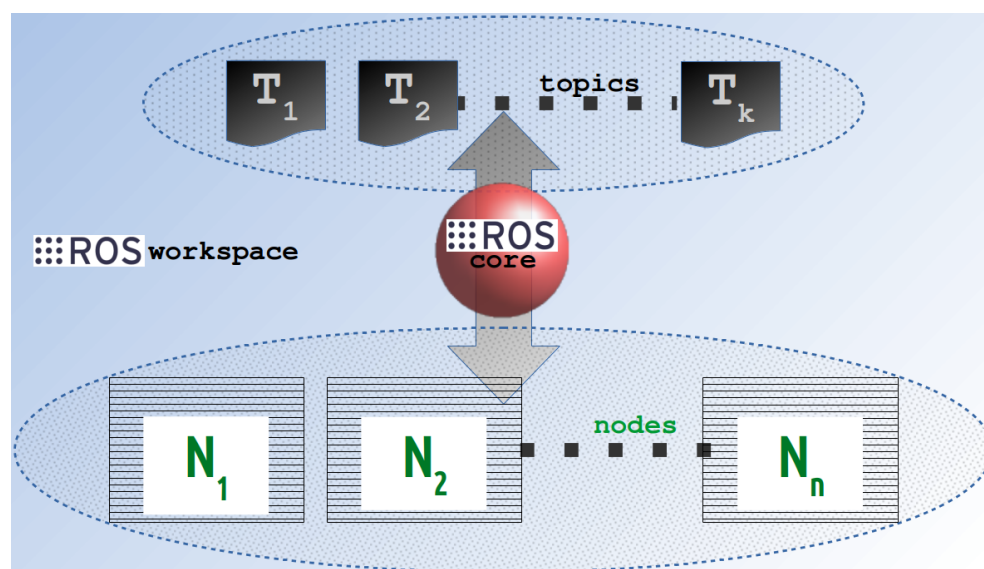 T1 T2 topics Tk
ROS workspace
ROS
core
nodes
N1 N2 Nn